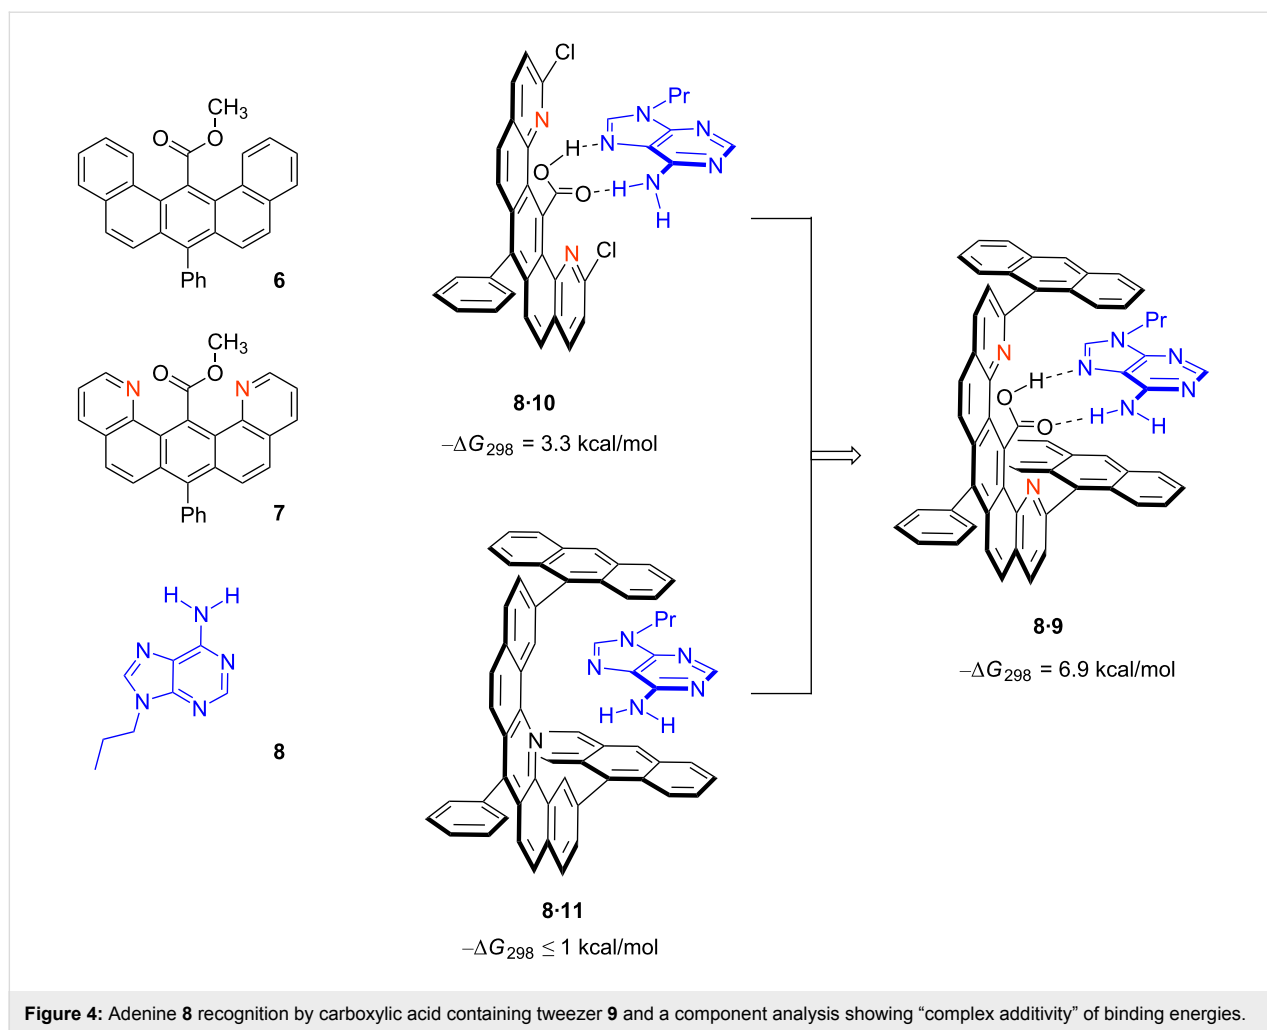 CH3
O
O
Ph
6
CH3
O
O
N
N
Ph
7
H
H
N
N
N
N
N
8
Cl
N
Pr
N
N
H
N
N
O
O
H
N
H
N
Cl
8·10
–ΔG298 = 3.3 kcal/mol
Pr
N
N
N
N
H
N
H
N
8·11
–ΔG298 ≤ 1 kcal/mol
Pr
N
N
N
H
N
N
O
O
H
N
H
N
8·9
–ΔG298 = 6.9 kcal/mol
Figure 4: Adenine 8 recognition by carboxylic acid containing tweezer 9 and a component analysis showing “complex additivity” of binding energies.